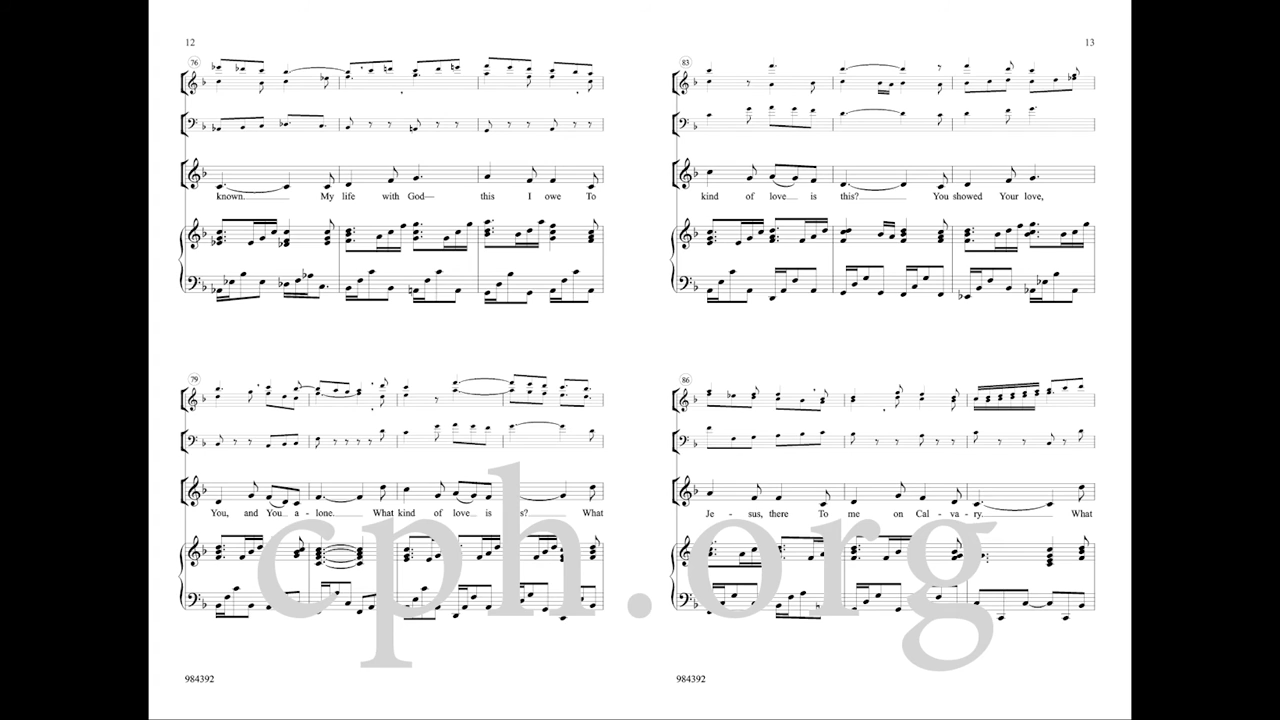 12
76
known. My life with God— this I owe To
79
You, and You a - lone. What kind of love is this? What
984392
13
83
kind of love is this? You showed Your love,
86
Je - sus, there To me on Cal - va - ry. What
984392
cph.org